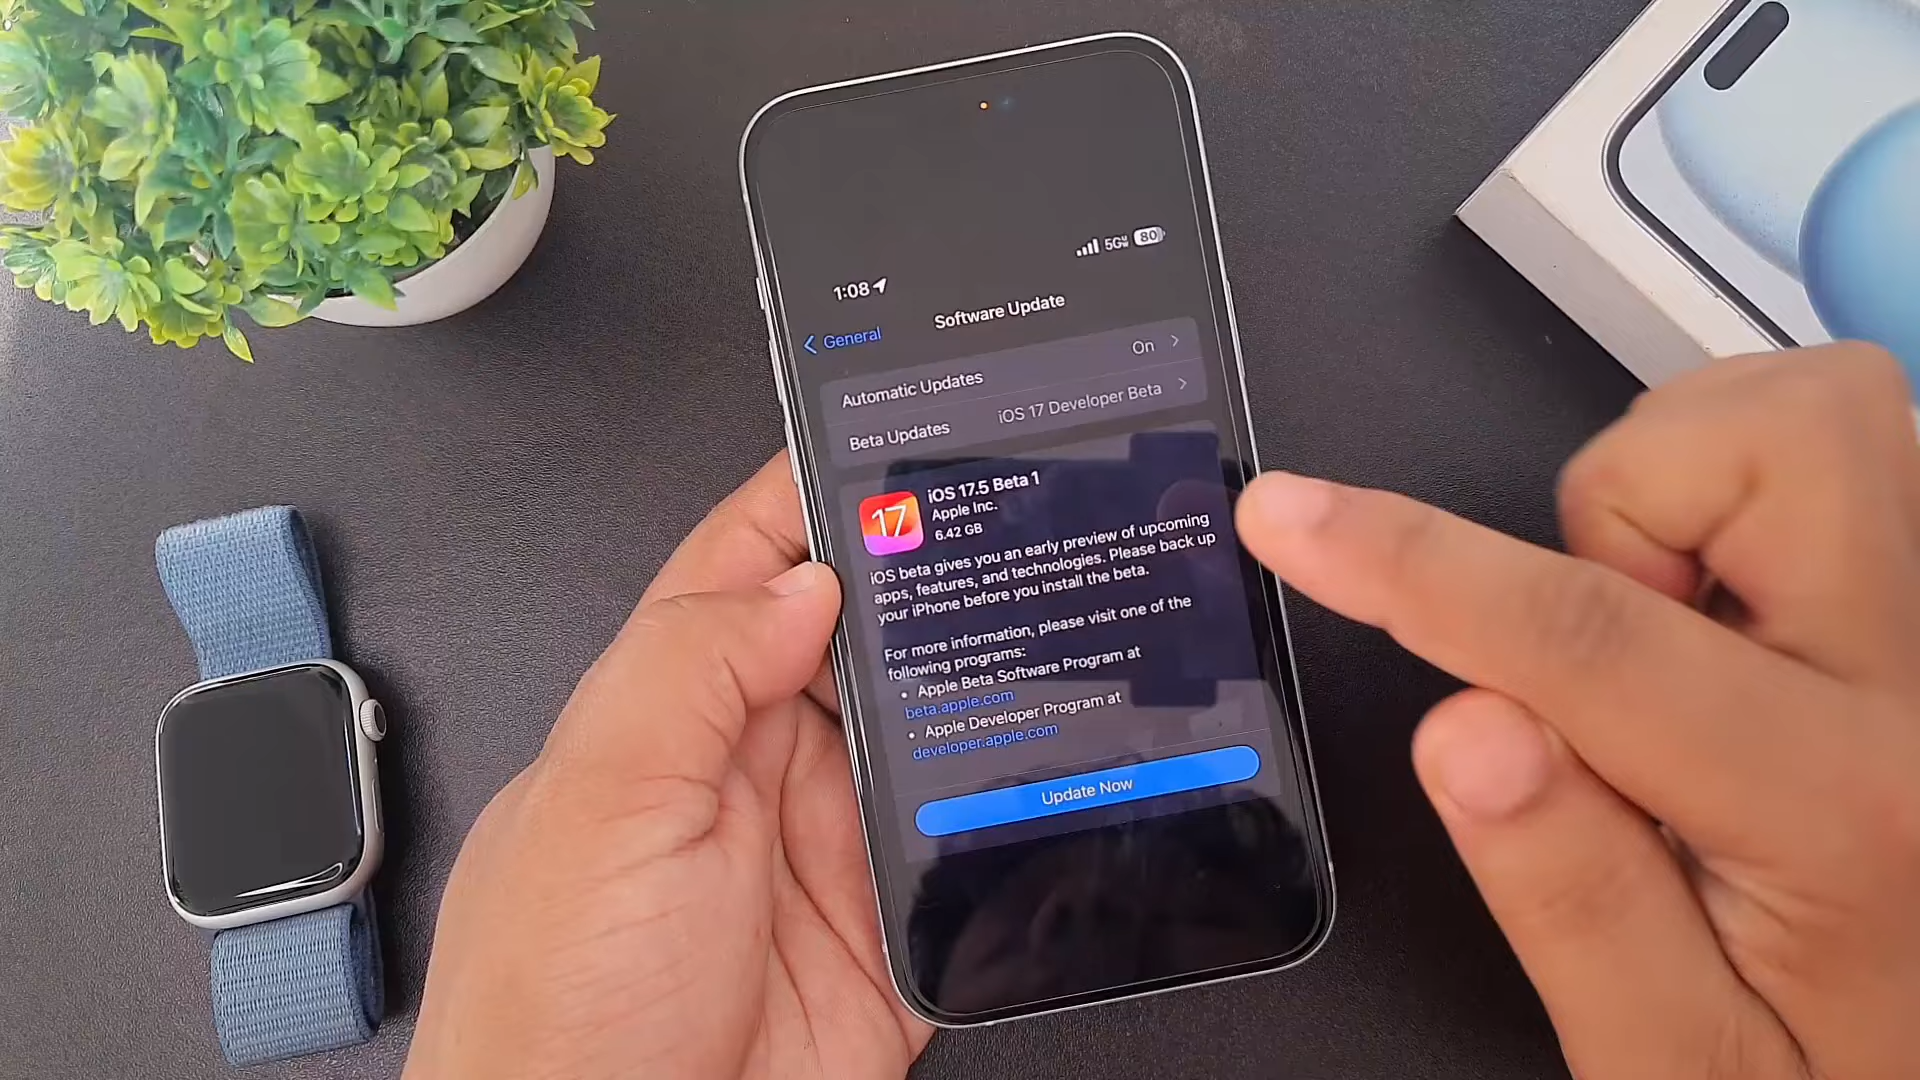 1:08
5G 80
General
Software Update
Automatic Updates On
Beta Updates iOS 17 Developer Beta
17
iOS 17.5 Beta 1
Apple Inc.
6.42 GB
iOS beta gives you an early preview of upcoming
apps, features, and technologies. Please back up
your iPhone before you install the beta.
For more information, please visit one of the
following programs:
• Apple Beta Software Program at
beta.apple.com
• Apple Developer Program at
developer.apple.com
Update Now